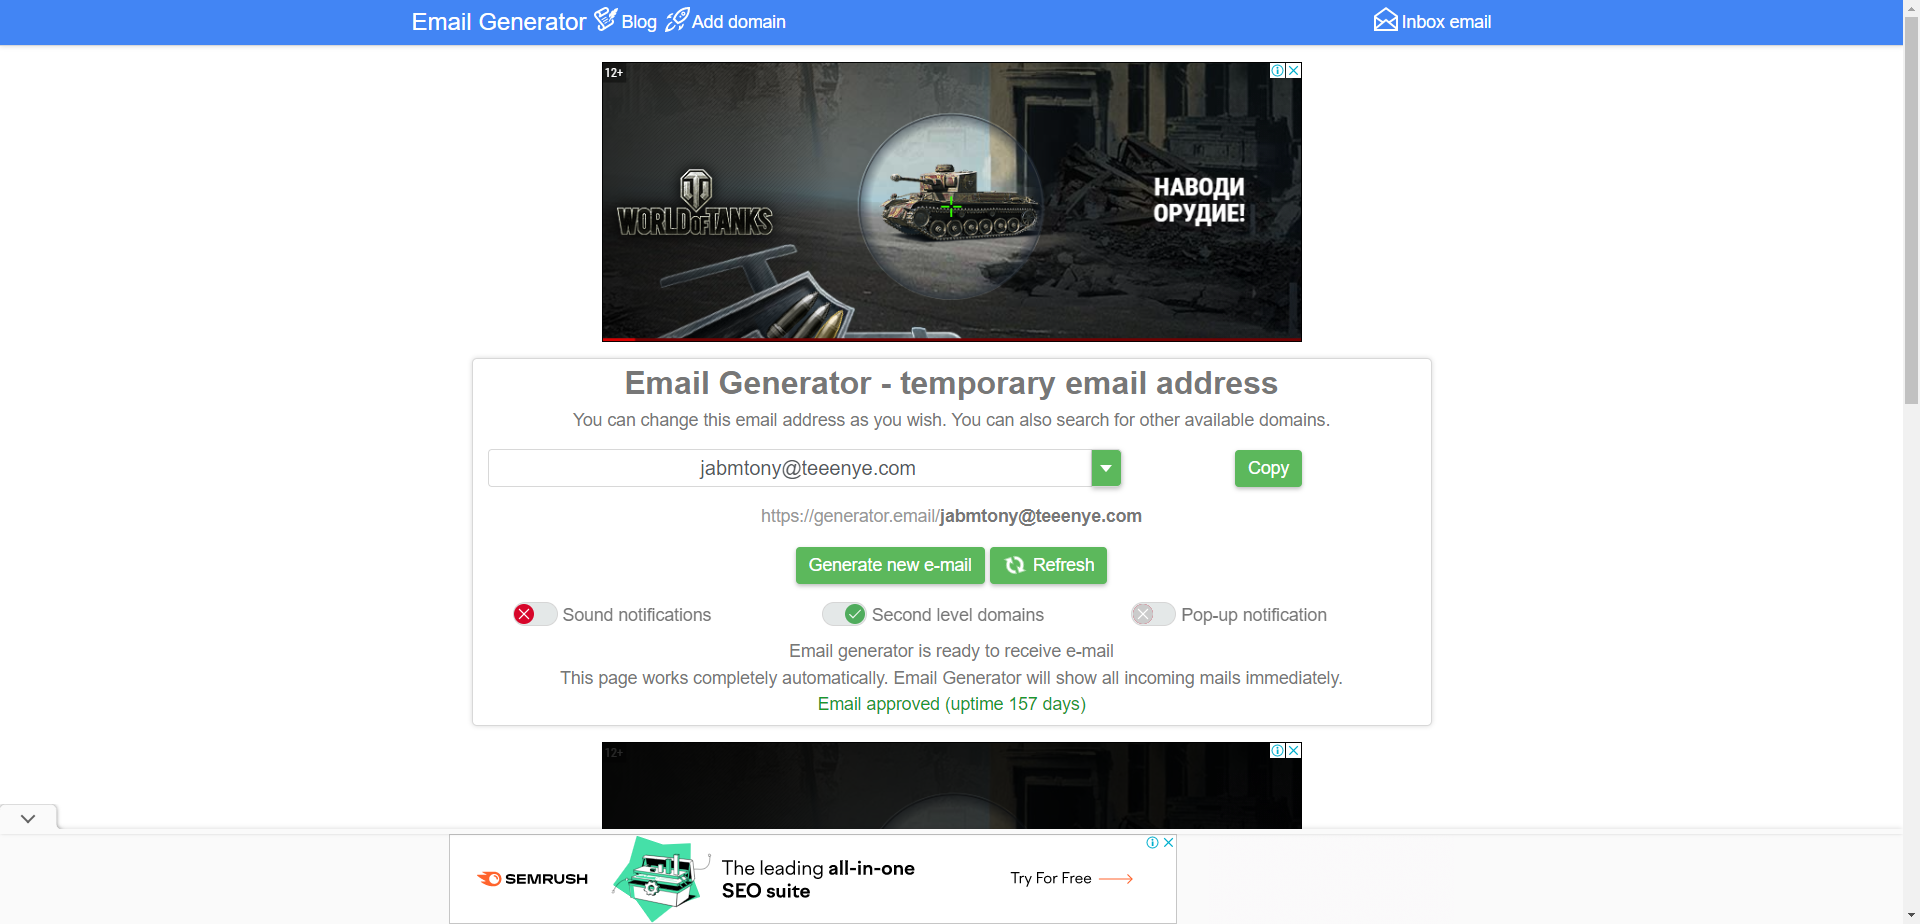 Email Generator Blog Add domain Inbox email
12+
WORLD OF TANKS
НАВОДИ
ОРУДИЕ!
Email Generator - temporary email address
You can change this email address as you wish. You can also search for other available domains.
jabmtony@teeenye.com Copy
https://generator.email/jabmtony@teeenye.com
Generate new e-mail Refresh
Sound notifications Second level domains Pop-up notification
Email generator is ready to receive e-mail
This page works completely automatically. Email Generator will show all incoming mails immediately.
Email approved (uptime 157 days)
12+
SEMRUSH
The leading all-in-one
SEO suite
Try For Free